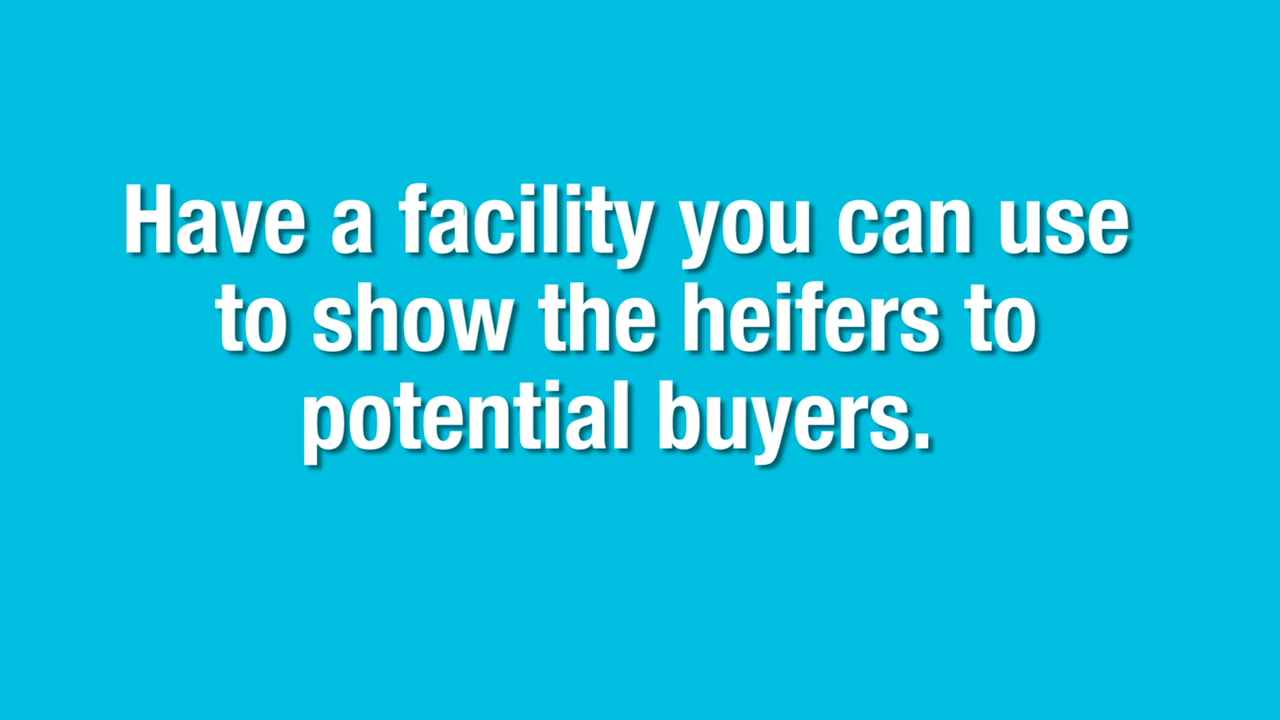 Have a facility you can use
to show the heifers to
potential buyers.